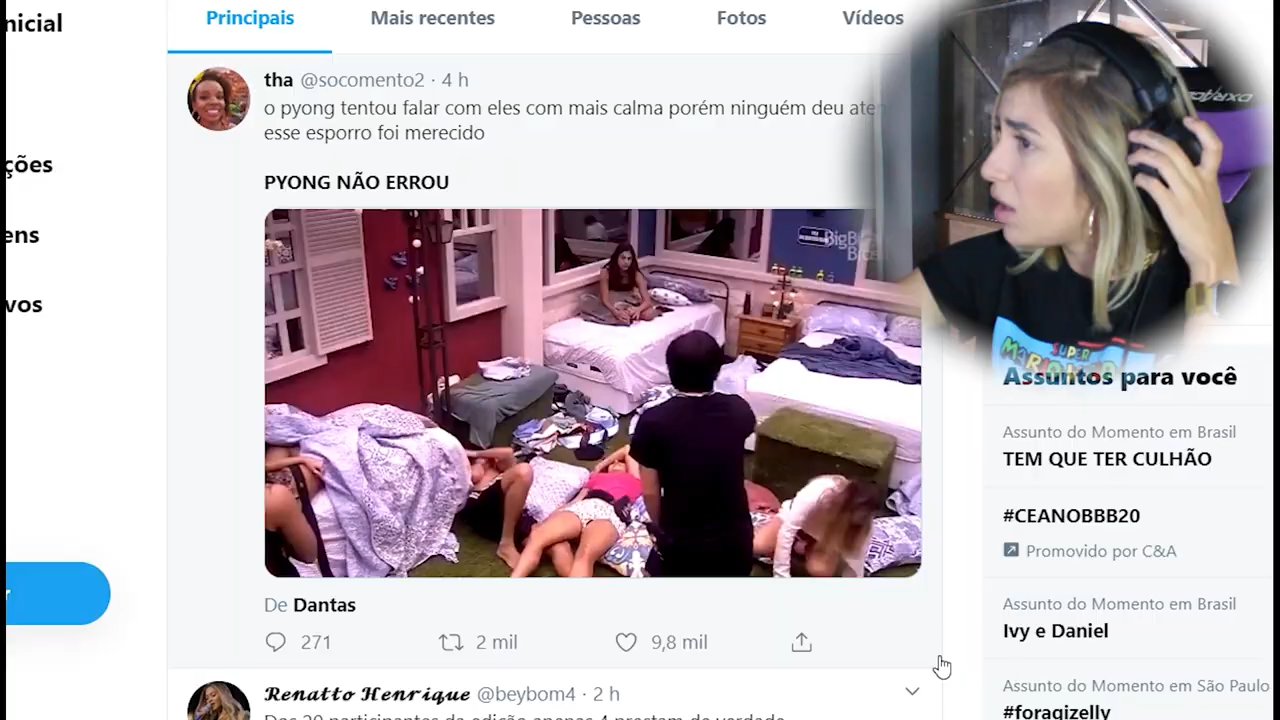 nicial
Principais
Mais recentes
Pessoas
Fotos
Vídeos
tha @socomento2 · 4 h
o pyong tentou falar com eles com mais calma porém ninguém deu
esse esporro foi merecido
PYONG NÃO ERROU
ções
ens
vos
r
De Dantas
271
2 mil
9,8 mil
SUPER
MARIO
Assuntos para você
Assunto do Momento em Brasil
TEM QUE TER CULHÃO
#CEANOBBB20
Promovido por C&A
Assunto do Momento em Brasil
Ivy e Daniel
Assunto do Momento em São Paulo
#foragizelly
Renatto Henrique @beybom4 · 2 h
Dos 20 participantes da edição apenas 4 prestam de verdade